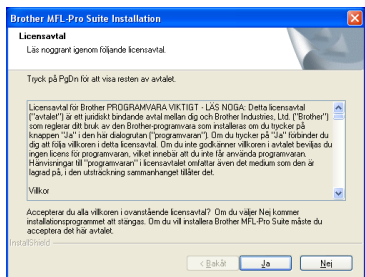 Brother MFL-Pro Suite Installation
Licensavtal
Läs noggrant igenom följande licensavtal.
Tryck på PgDn för att visa resten av avtalet.
Licensavtal för Brother PROGRAMVARA VIKTIGT - LÄS NOGA: Detta licensavtal
("avtalet") är ett juridiskt bindande avtal mellan dig och Brother Industries, Ltd. ("Brother")
som reglerar ditt bruk av den Brother-programvara som installeras om du trycker på
knappen "Ja" i den här dialogrutan ("programvaran"). Om du trycker på "Ja" förbinder du
dig att följa villkoren i detta licensavtal. Om du inte godkänner villkoren i avtalet beviljas du
ingen licens för programvaran, vilket innebär att du inte får använda programvaran.
Hänvisningar till "programvaran" i licensavtalet omfattar även det medium som den är
lagrad på, i den utsträckning sammanhanget tillåter det.
Villkor
Accepterar du alla villkoren i ovanstående licensavtal? Om du väljer Nej kommer
installationsprogrammet att stängas. Om du vill installera Brother MFL-Pro Suite måste du
acceptera det här avtalet.
InstallShield
< Bakåt Ja Nej